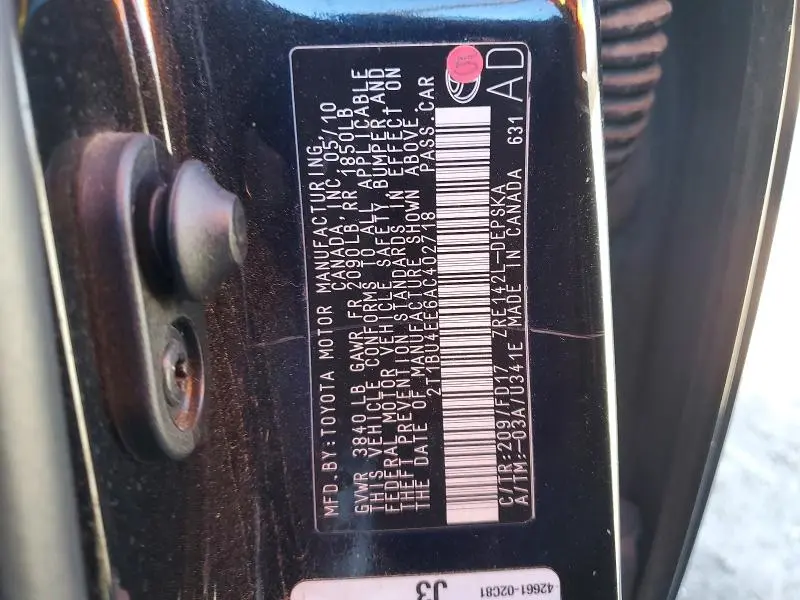 MFD.BY:TOYOTA MOTOR MANUFACTURING,
CANADA,INC. 05/10
GVWR 3840LB GAWR FR 2090LB RR 1850LB
THIS VEHICLE CONFORMS TO ALL APPLICABLE
FEDERAL MOTOR VEHICLE SAFETY, BUMPER AND
THEFT PREVENTION STANDARDS IN EFFECT ON
THE DATE OF MANUFACTURE SHOWN ABOVE.
2T1BU4EE6AC402718 PASS.CAR
C/TR:209/FD17 ZRE142L-DEPSKA
A/TM:-03A/U341E MADE IN CANADA 631
AD
42661-02C81
J3